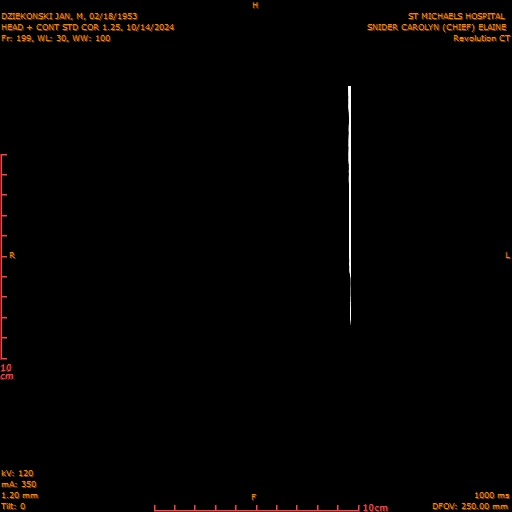 H
DZIEKONSKI JAN, M, 02/18/1953
HEAD + CONT STD COR 1.25, 10/14/2024
Fr: 199, WL: 30, WW: 100
ST MICHAELS HOSPITAL
SNIDER CAROLYN (CHIEF) ELAINE
Revolution CT
R
L
10
cm
kV: 120
mA: 350
1.20 mm
Tilt: 0
F
10cm
1000 ms
DFOV: 250.00 mm